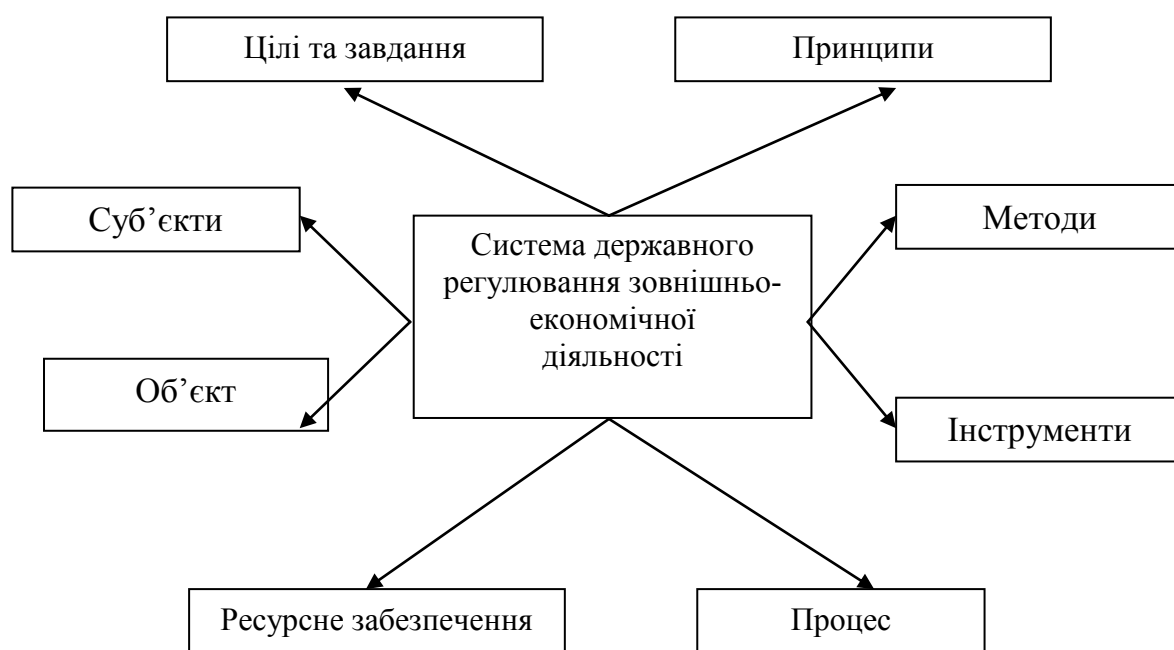 Цілі та завдання
Принципи
Суб’єкти
Методи
Система державного
регулювання зовнішньо-
економічної
діяльності
Об’єкт
Інструменти
Ресурсне забезпечення
Процес